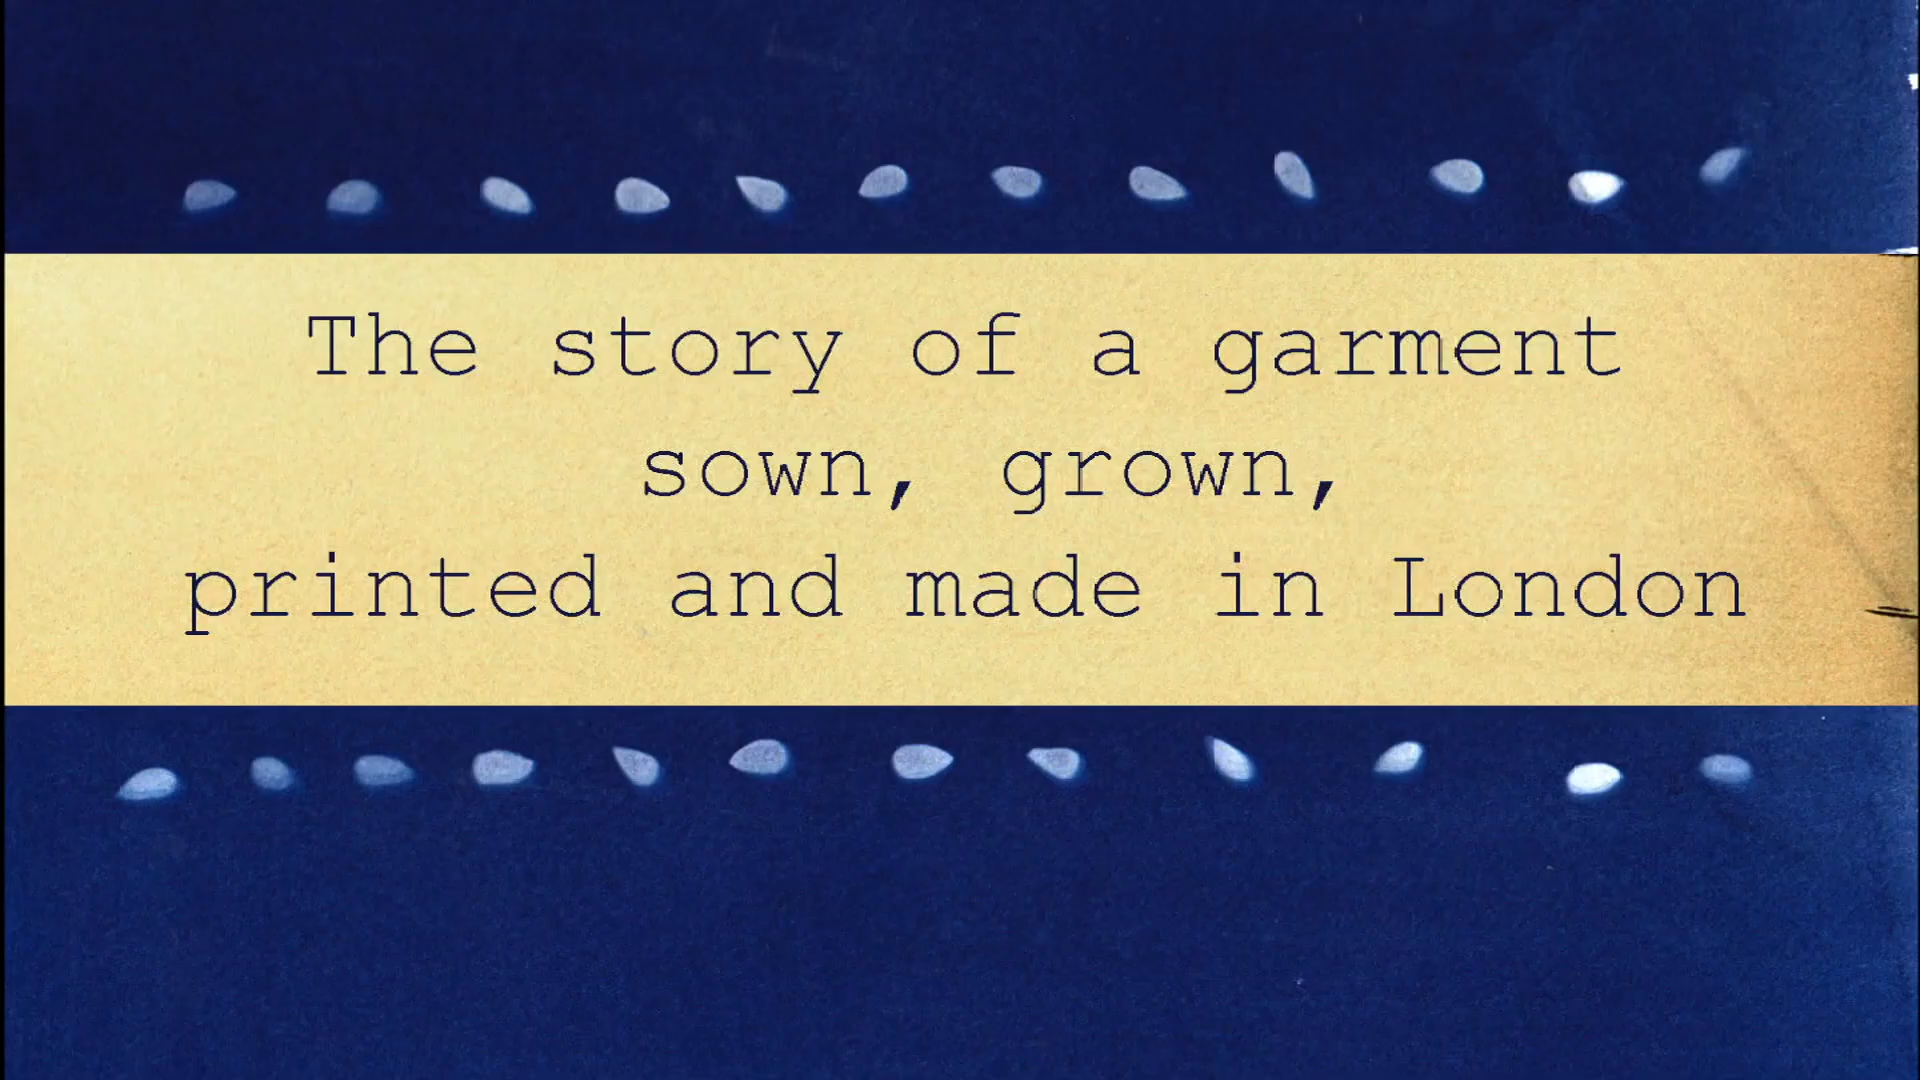 The story of a garment
sown, grown,
printed and made in London